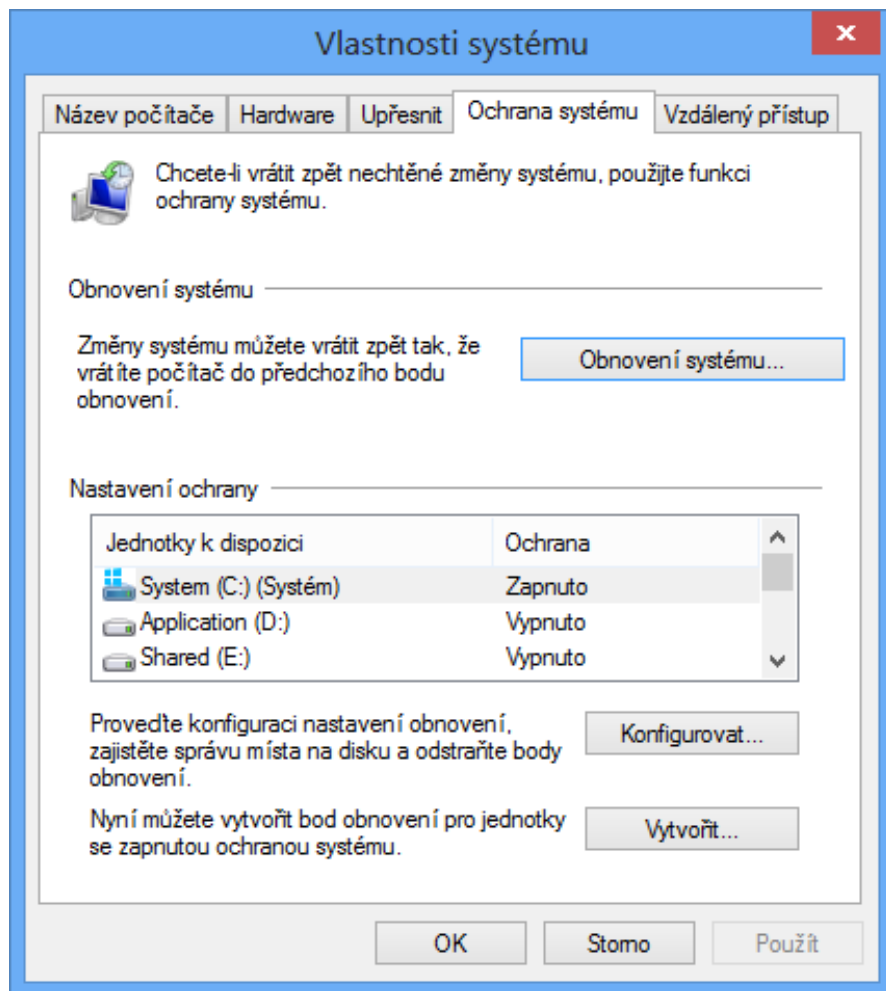 Vlastnosti systému
Název počítače Hardware Upřesnit Ochrana systému Vzdálený přístup
Chcete-li vrátit zpět nechtěné změny systému, použijte funkci
ochrany systému.
Obnovení systému
Změny systému můžete vrátit zpět tak, že
vrátíte počítač do předchozího bodu
obnovení.
Obnovení systému...
Nastavení ochrany
Jednotky k dispozici Ochrana
System (C:) (Systém) Zapnuto
Application (D:) Vypnuto
Shared (E:) Vypnuto
Proveďte konfiguraci nastavení obnovení,
zajistěte správu místa na disku a odstraňte body
obnovení.
Konfigurovat...
Nyní můžete vytvořit bod obnovení pro jednotky
se zapnutou ochranou systému.
Vytvořit...
OK Storno Použít